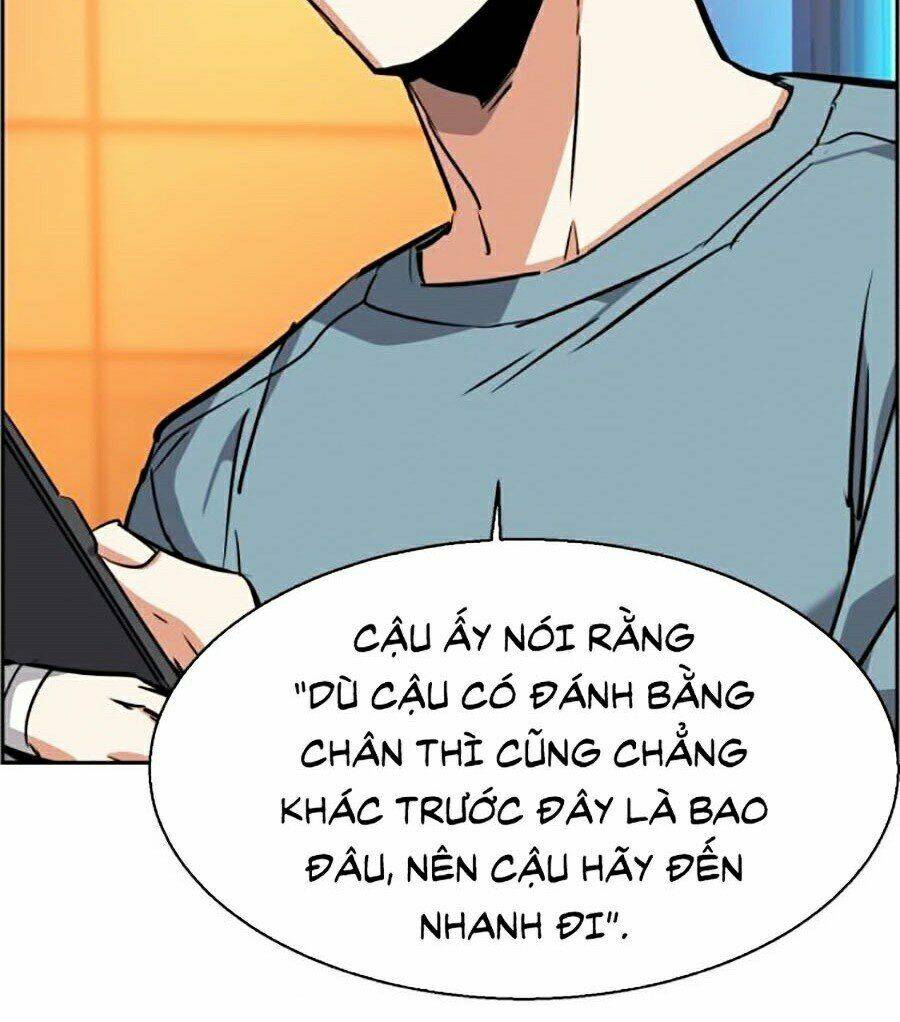 CẬU ẤY NÓI RẰNG
"DÙ CẬU CÓ ĐÁNH BẰNG
CHÂN THÌ CŨNG CHẲNG
KHÁC TRƯỚC ĐÂY LÀ BAO
ĐÂU, NÊN CẬU HÃY ĐẾN
NHANH ĐI".